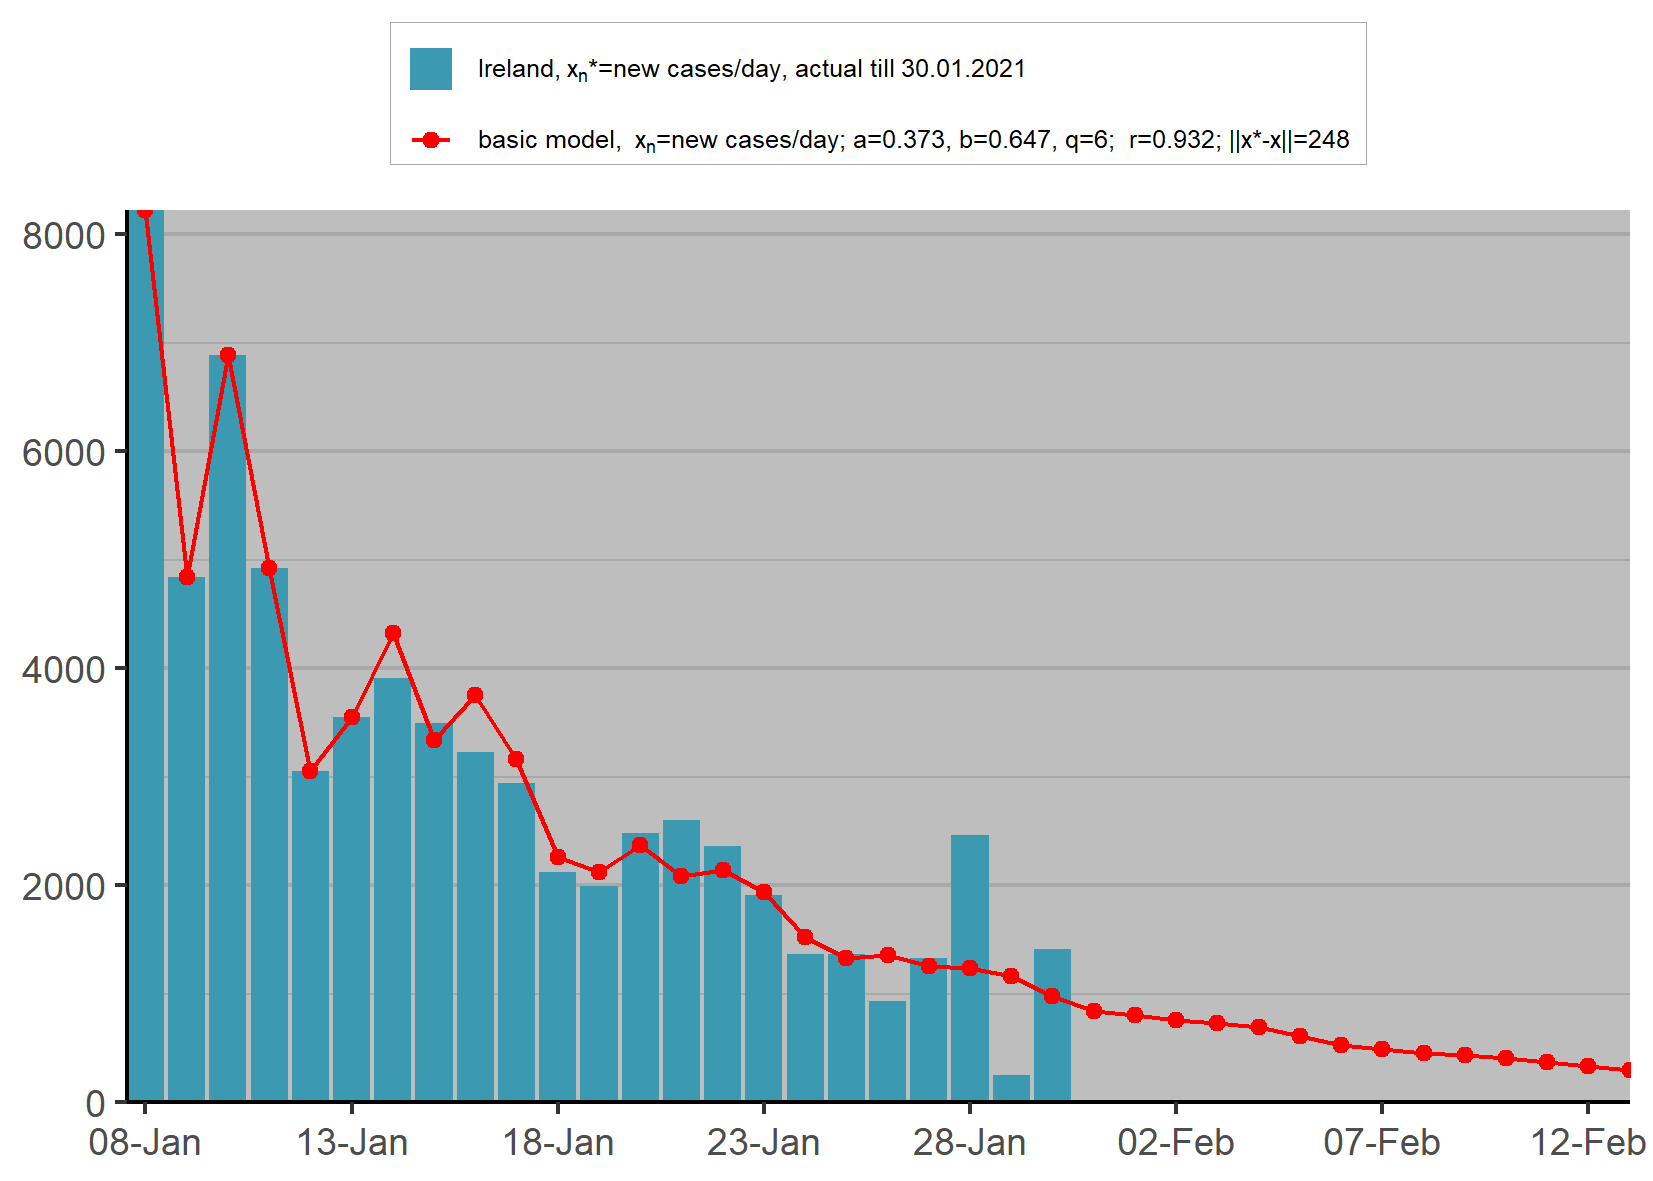 Ireland, xn*=new cases/day, actual till 30.01.2021
basic model,  xn=new cases/day; a=0.373, b=0.647, q=6;  r=0.932; ||x*-x||=248
8000
6000
4000
2000
0
08-Jan 13-Jan 18-Jan 23-Jan 28-Jan 02-Feb 07-Feb 12-Feb